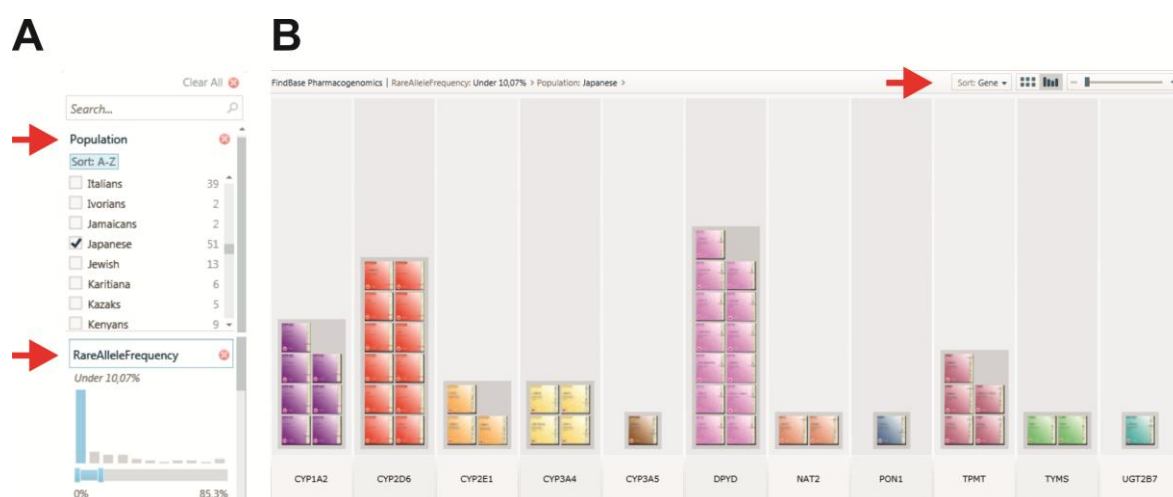 A
B
Clear All
Search...
Population
Sort: A-Z
Italians 39
Ivorians 2
Jamaicans 2
Japanese 51
Jewish 13
Karitiana 6
Kazaks 5
Kenyans 9
RareAlleleFrequency
Under 10,07%
0% 85.3%
FindBase Pharmacogenomics | RareAlleleFrequency: Under 10,07% > Population: Japanese >
Sort: Gene
CYP1A2 CYP2D6 CYP2E1 CYP3A4 CYP3A5 DPYD NAT2 PON1 TPMT TYMS UGT2B7